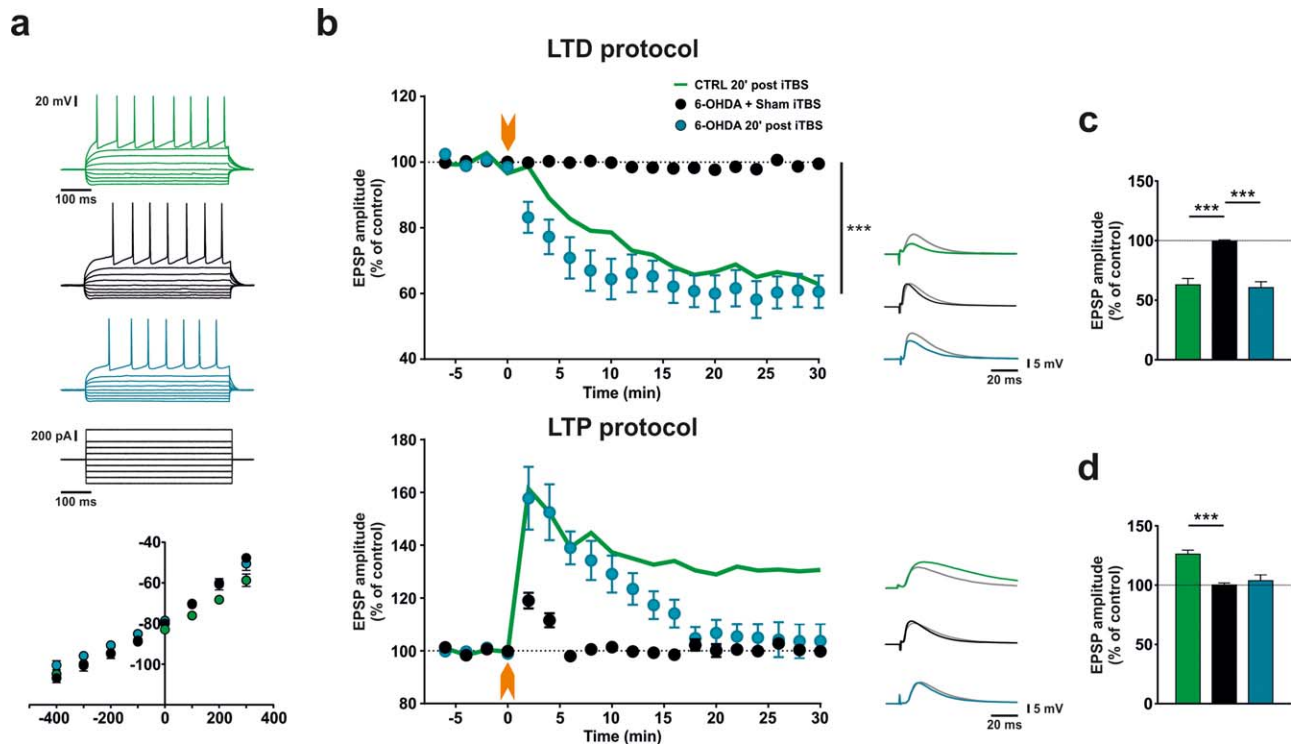 a
20 mV
100 ms
200 pA
100 ms
-40
-60
-80
-100
-400
-200
0
200
400
b
LTD protocol
CTRL 20' post iTBS
6-OHDA + Sham iTBS
6-OHDA 20' post iTBS
EPSP amplitude
(% of control)
120
100
80
60
40
***
-5
0
5
10
15
20
25
30
Time (min)
5 mV
20 ms
LTP protocol
EPSP amplitude
(% of control)
180
160
140
120
100
80
-5
0
5
10
15
20
25
30
Time (min)
5 mV
20 ms
c
EPSP amplitude
(% of control)
150
100
50
0
***
***
d
EPSP amplitude
(% of control)
150
100
50
0
***